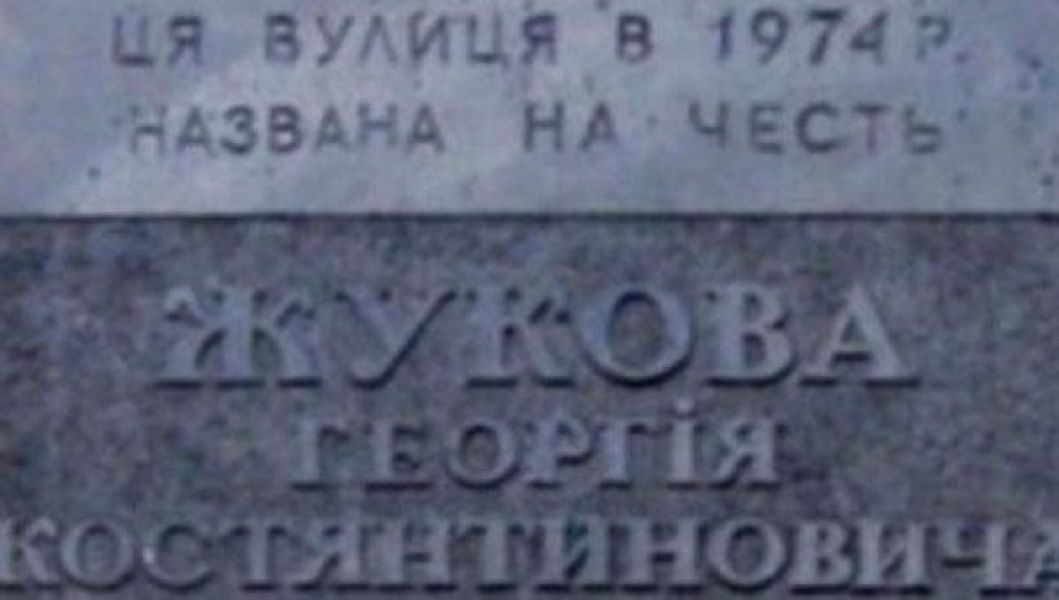 ЦЯ ВУЛИЦЯ В 1974 Р.
НАЗВАНА НА ЧЕСТЬ
ЖУКОВА
ГЕОРГІЯ
КОСТЯНТИНОВИЧА